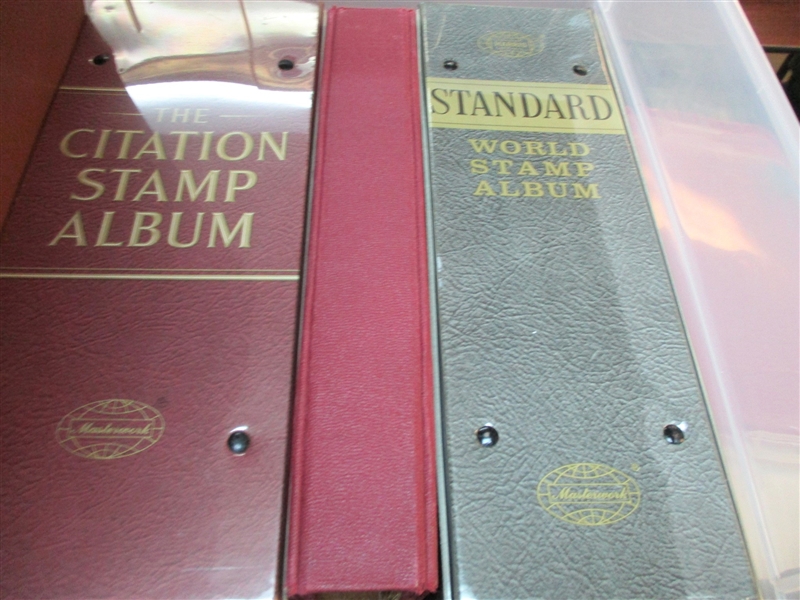 THE
CITATION
STAMP
ALBUM
Masterwork
STANDARD
WORLD
STAMP
ALBUM
Masterwork
®